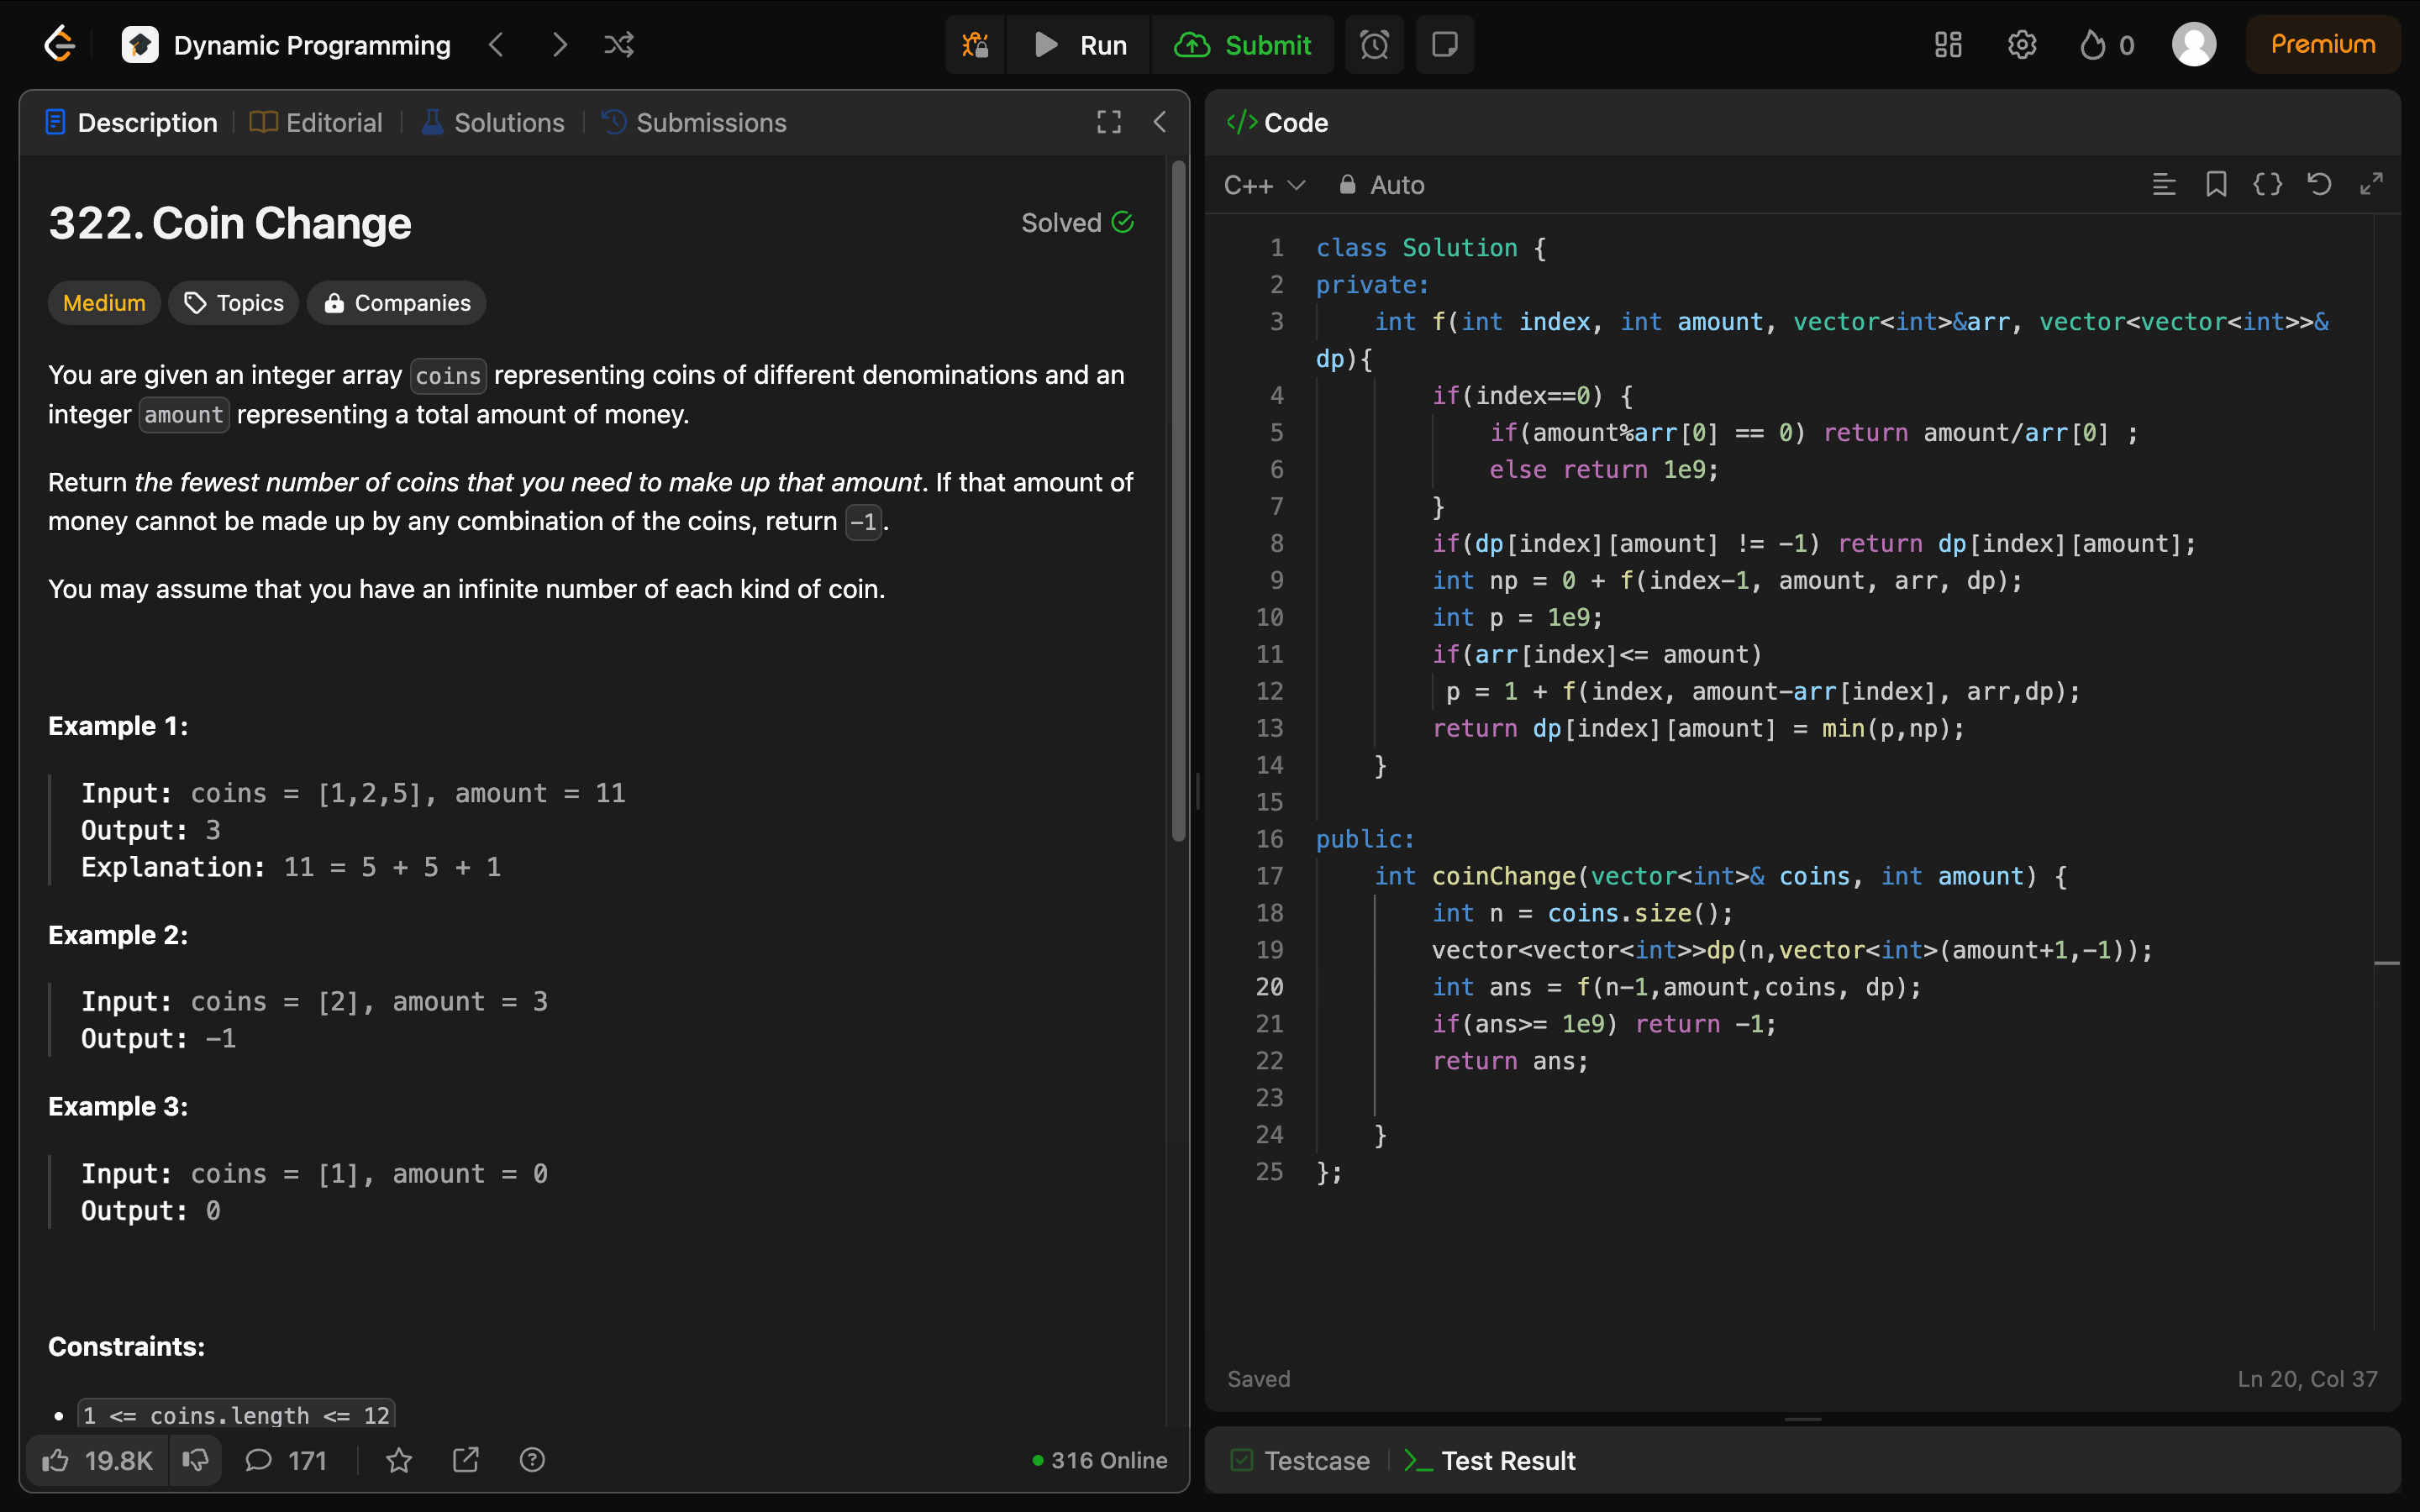 Dynamic Programming
Run
Submit
0
Premium
Description
Editorial
Solutions
Submissions
322. Coin Change
Solved
Medium
Topics
Companies
You are given an integer array coins representing coins of different denominations and an
integer amount representing a total amount of money.
Return the fewest number of coins that you need to make up that amount. If that amount of
money cannot be made up by any combination of the coins, return -1.
You may assume that you have an infinite number of each kind of coin.
Example 1:
Input: coins = [1,2,5], amount = 11
Output: 3
Explanation: 11 = 5 + 5 + 1
Example 2:
Input: coins = [2], amount = 3
Output: -1
Example 3:
Input: coins = [1], amount = 0
Output: 0
Constraints:
• 1 <= coins.length <= 12
19.8K
171
316 Online
</> Code
C++
Auto
1 class Solution {
2 private:
3     int f(int index, int amount, vector<int>&arr, vector<vector<int>>&
dp){
4         if(index==0) {
5             if(amount%arr[0] == 0) return amount/arr[0] ;
6             else return 1e9;
7         }
8         if(dp[index][amount] != -1) return dp[index][amount];
9         int np = 0 + f(index-1, amount, arr, dp);
10         int p = 1e9;
11         if(arr[index]<= amount)
12          p = 1 + f(index, amount-arr[index], arr,dp);
13         return dp[index][amount] = min(p,np);
14     }
15
16 public:
17     int coinChange(vector<int>& coins, int amount) {
18         int n = coins.size();
19         vector<vector<int>>dp(n,vector<int>(amount+1,-1));
20         int ans = f(n-1,amount,coins, dp);
21         if(ans>= 1e9) return -1;
22         return ans;
23
24     }
25 };
Saved
Ln 20, Col 37
Testcase
Test Result